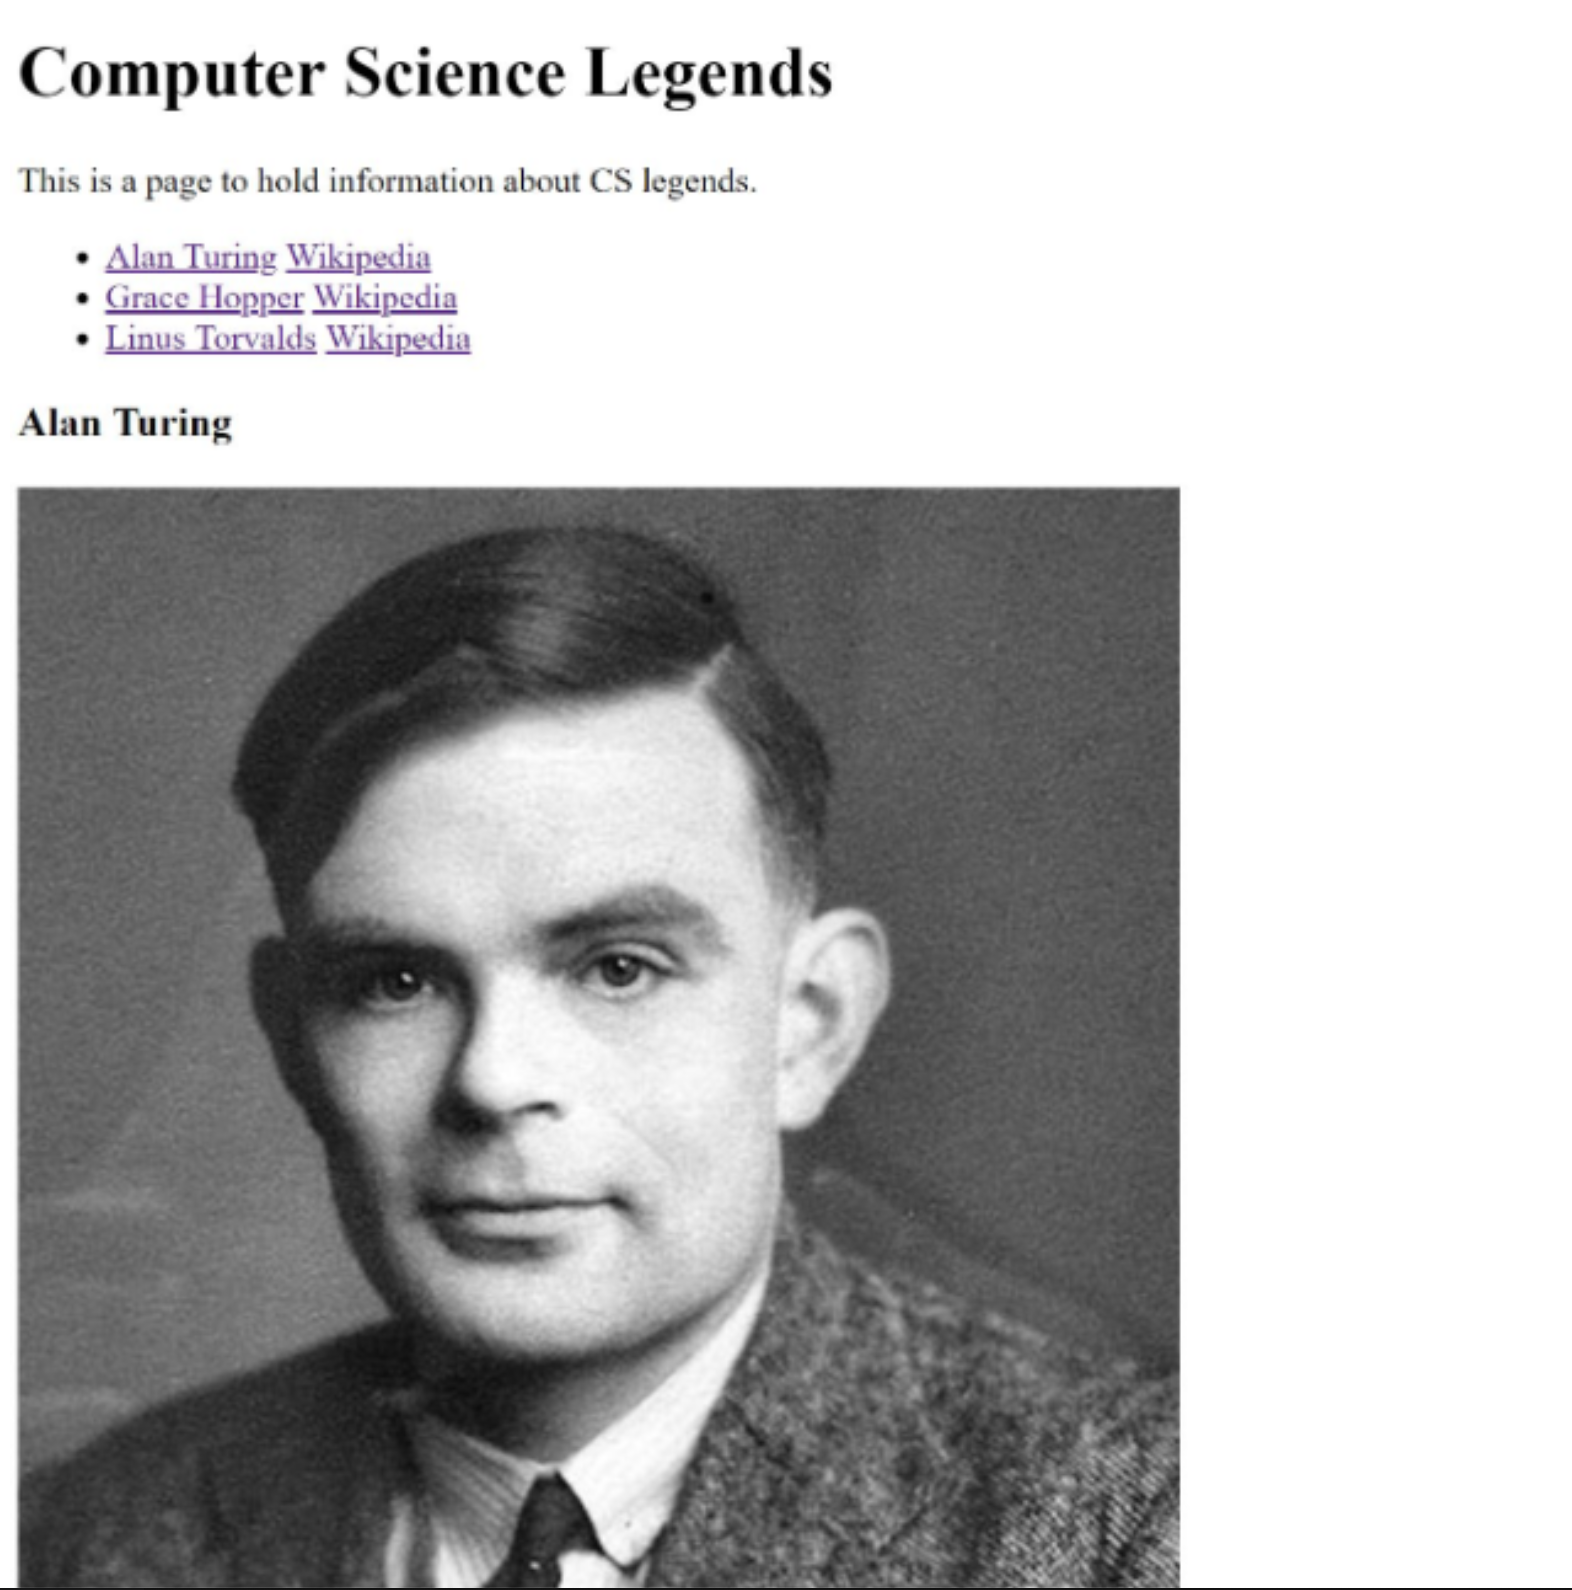 Computer Science Legends
This is a page to hold information about CS legends.
Alan Turing Wikipedia
Grace Hopper Wikipedia
Linus Torvalds Wikipedia
Alan Turing